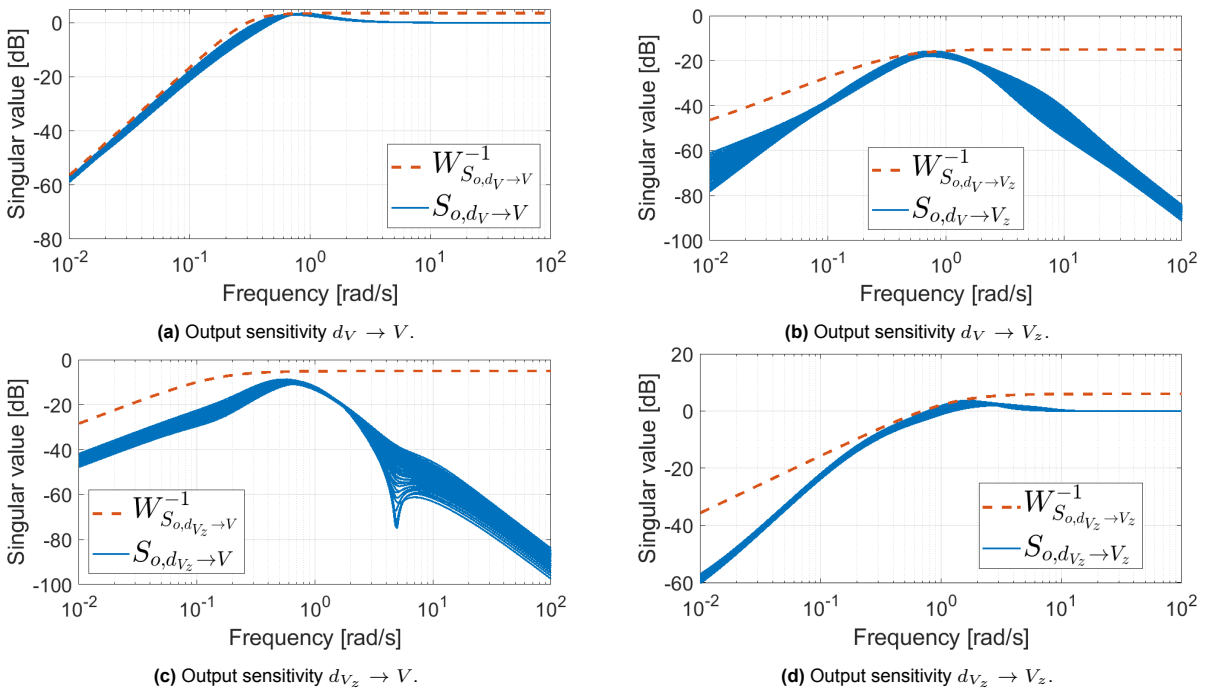 0
-20
-40
-60
-80
Singular value [dB]
10^-2
10^-1
10^0
10^1
10^2
Frequency [rad/s]
W^{-1}_{S_{o,d_V→V}}
S_{o,d_V→V}
(a) Output sensitivity d_V → V.
0
-20
-40
-60
-80
-100
Singular value [dB]
10^-2
10^-1
10^0
10^1
10^2
Frequency [rad/s]
W^{-1}_{S_{o,d_V→V_z}}
S_{o,d_V→V_z}
(b) Output sensitivity d_V → V_z.
0
-20
-40
-60
-80
-100
Singular value [dB]
10^-2
10^-1
10^0
10^1
10^2
Frequency [rad/s]
W^{-1}_{S_{o,d_{V_z}→V}}
S_{o,d_{V_z}→V}
(c) Output sensitivity d_{V_z} → V.
20
0
-20
-40
-60
Singular value [dB]
10^-2
10^-1
10^0
10^1
10^2
Frequency [rad/s]
W^{-1}_{S_{o,d_{V_z}→V_z}}
S_{o,d_{V_z}→V_z}
(d) Output sensitivity d_{V_z} → V_z.